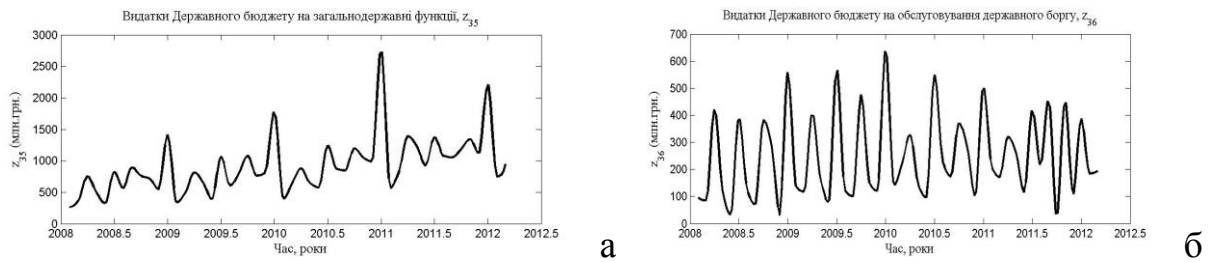 Видатки Державного бюджету на загальнодержавні функції, z35
3000
2500
2000
1500
1000
500
0
z35 (млн.грн.)
2008 2008.5 2009 2009.5 2010 2010.5 2011 2011.5 2012 2012.5
Час, роки
а
Видатки Державного бюджету на обслуговування державного боргу, z36
700
600
500
400
300
200
100
0
z36 (млн.грн.)
2008 2008.5 2009 2009.5 2010 2010.5 2011 2011.5 2012 2012.5
Час, роки
б